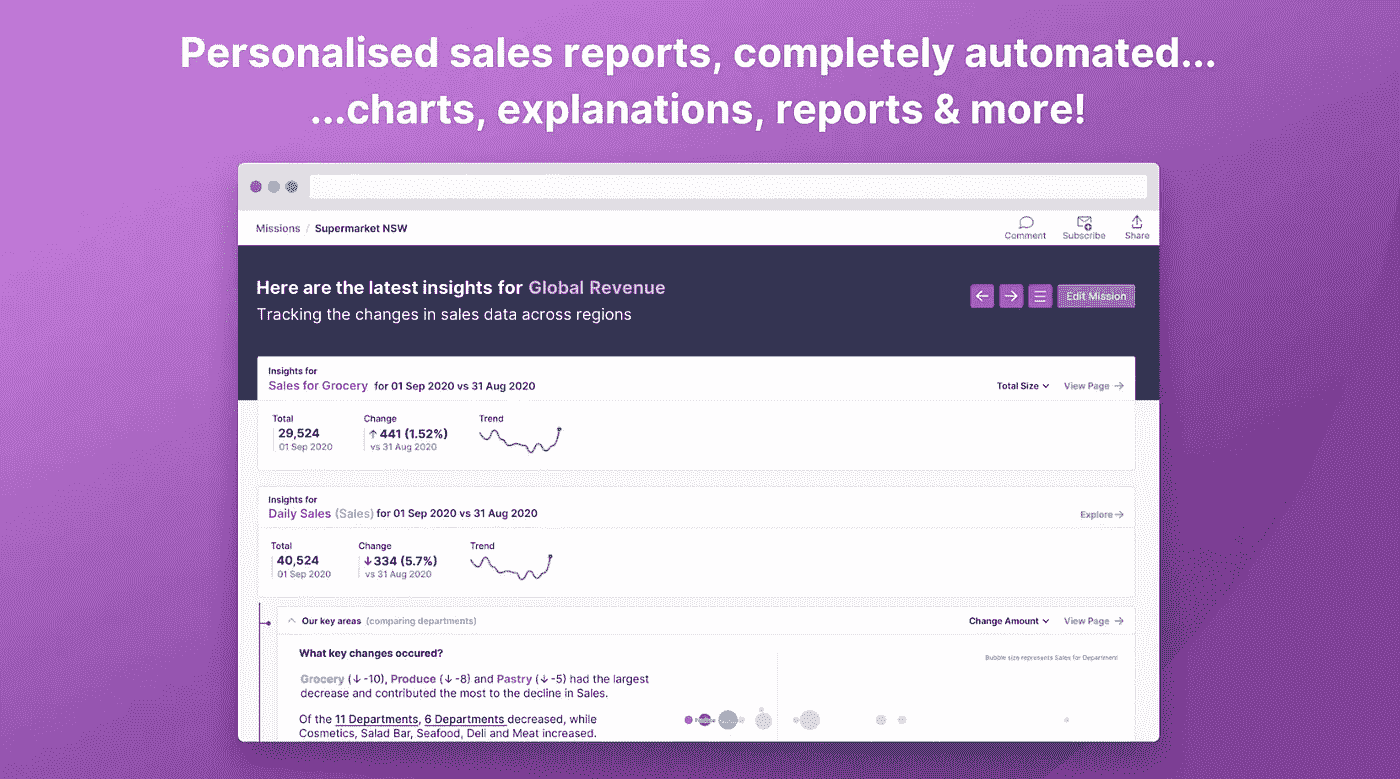 Personalised sales reports, completely automated...
...charts, explanations, reports & more!
Missions / Supermarket NSW
Comment Subscribe Share
Here are the latest insights for Global Revenue
Edit Mission
Tracking the changes in sales data across regions
Insights for
Sales for Grocery for 01 Sep 2020 vs 31 Aug 2020
Total Size View Page
Total Change Trend
29,524 ↑ 441 (1.52%)
01 Sep 2020 vs 31 Aug 2020
Insights for
Daily Sales (Sales) for 01 Sep 2020 vs 31 Aug 2020
Explore
Total Change Trend
40,524 ↓ 334 (5.7%)
01 Sep 2020 vs 31 Aug 2020
Our key areas (comparing departments) Change Amount View Page
What key changes occured?
Bubble size represents Sales for Department
Grocery (↓ -10), Produce (↓ -8) and Pastry (↓ -5) had the largest
decrease and contributed the most to the decline in Sales.
Of the 11 Departments, 6 Departments decreased, while
Cosmetics, Salad Bar, Seafood, Deli and Meat increased.